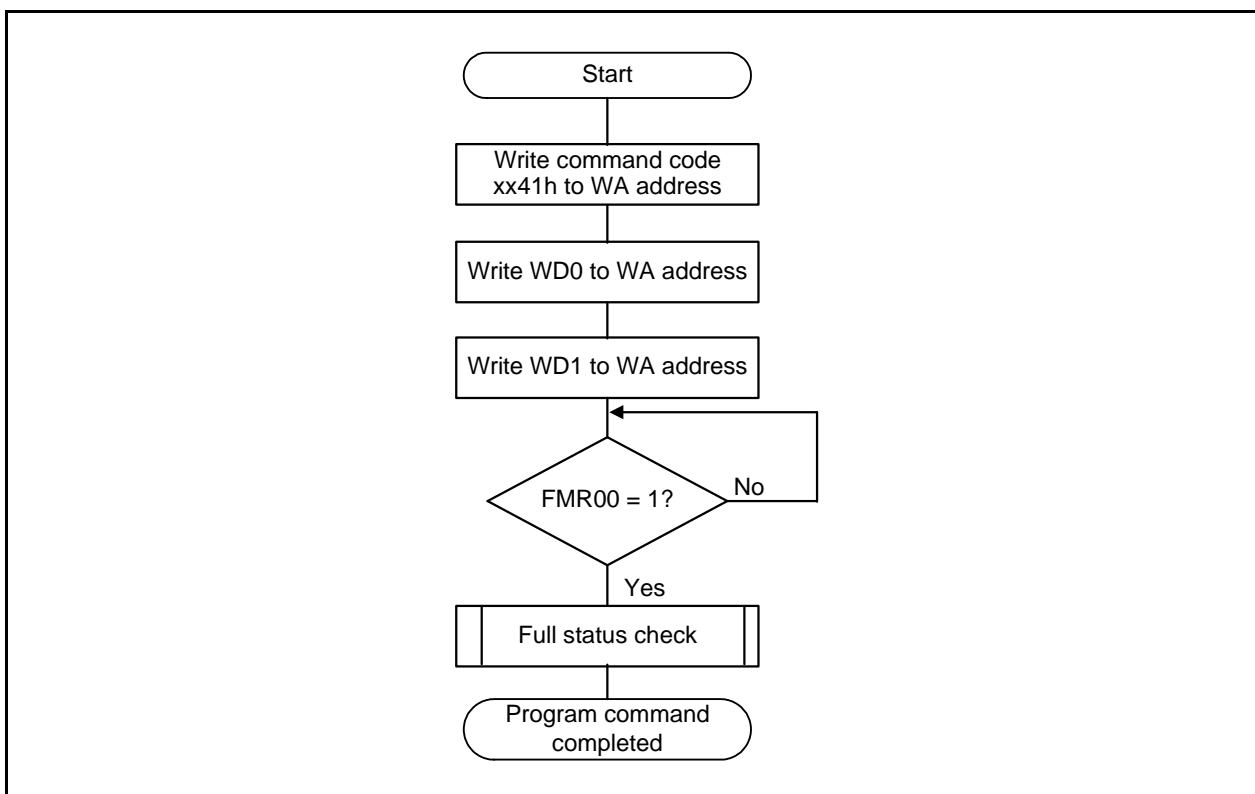 Start
Write command code
xx41h to WA address
Write WD0 to WA address
Write WD1 to WA address
FMR00 = 1?
No
Yes
Full status check
Program command
completed